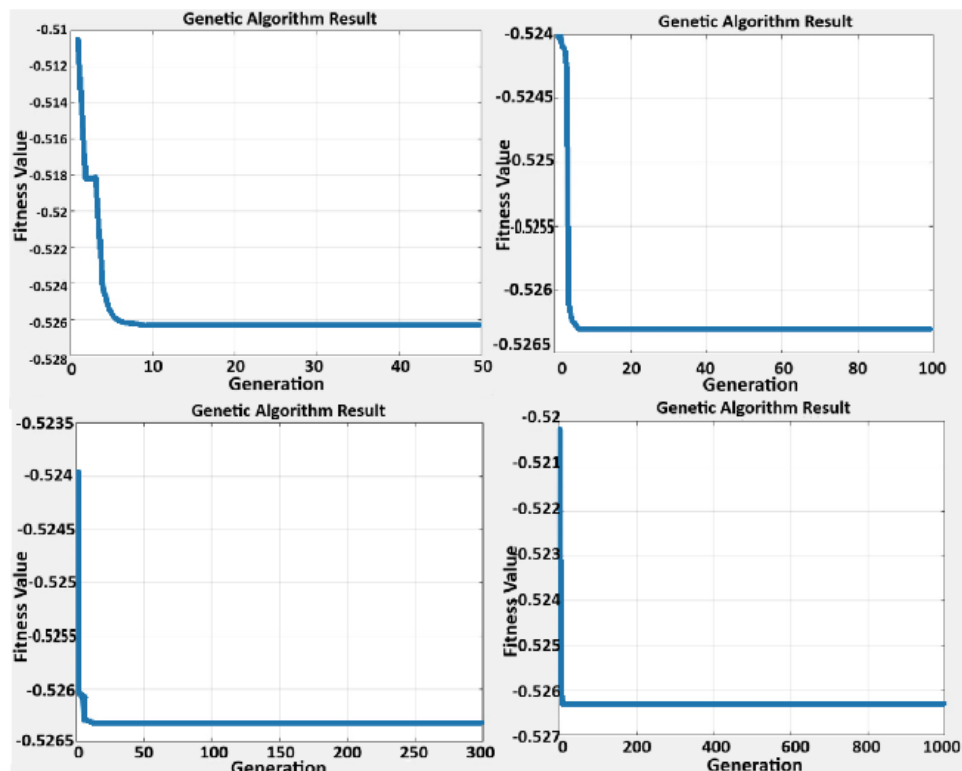 Genetic Algorithm Result
-0.51
-0.512
-0.514
-0.516
-0.518
-0.52
-0.522
-0.524
-0.526
-0.528
Fitness Value
0 10 20 30 40 50
Generation
Genetic Algorithm Result
-0.524
-0.5245
-0.525
-0.5255
-0.526
-0.5265
Fitness Value
0 20 40 60 80 100
Generation
Genetic Algorithm Result
-0.5235
-0.524
-0.5245
-0.525
-0.5255
-0.526
-0.5265
Fitness Value
0 50 100 150 200 250 300
Generation
Genetic Algorithm Result
-0.52
-0.521
-0.522
-0.523
-0.524
-0.525
-0.526
-0.527
Fitness Value
0 200 400 600 800 1000
Generation